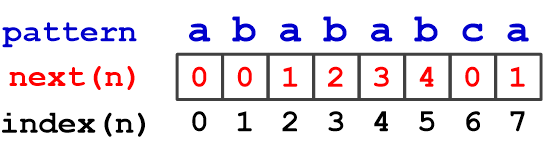 pattern a b a b a b c a
next(n) 0 0 1 2 3 4 0 1
index(n) 0 1 2 3 4 5 6 7